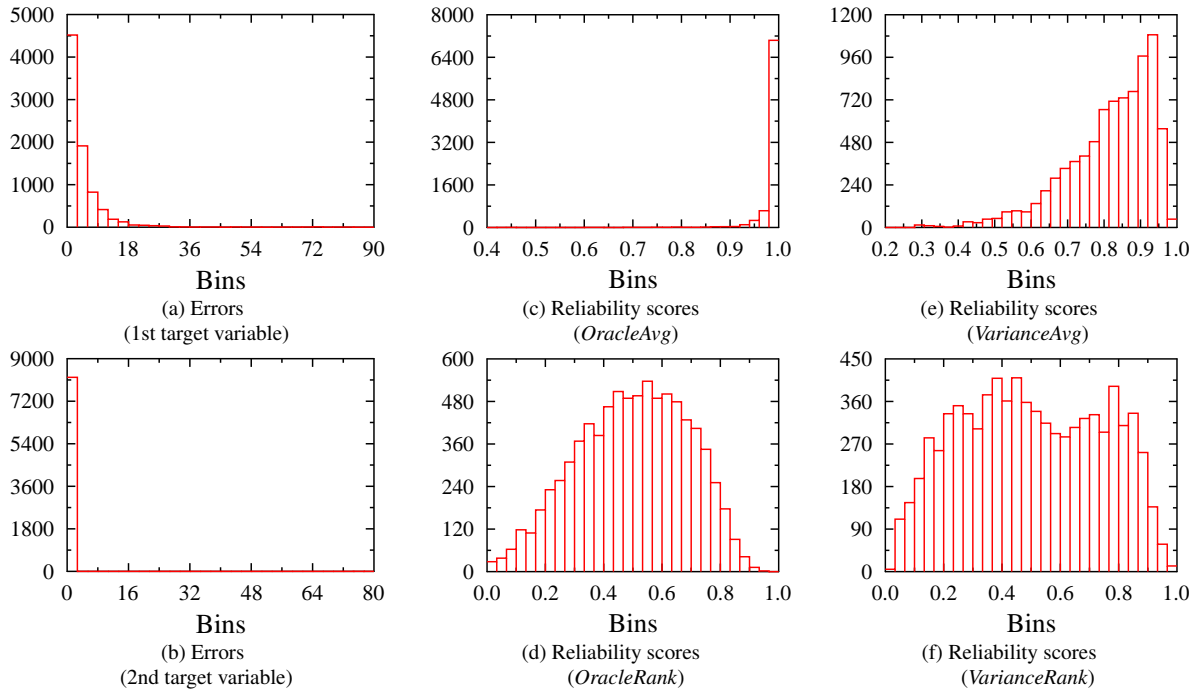 5000
4000
3000
2000
1000
0
0 18 36 54 72 90
Bins
(a) Errors
(1st target variable)
8000
6400
4800
3200
1600
0
0.4 0.5 0.6 0.7 0.8 0.9 1.0
Bins
(c) Reliability scores
(OracleAvg)
1200
960
720
480
240
0
0.2 0.3 0.4 0.5 0.6 0.7 0.8 0.9 1.0
Bins
(e) Reliability scores
(VarianceAvg)
9000
7200
5400
3600
1800
0
0 16 32 48 64 80
Bins
(b) Errors
(2nd target variable)
600
480
360
240
120
0
0.0 0.2 0.4 0.6 0.8 1.0
Bins
(d) Reliability scores
(OracleRank)
450
360
270
180
90
0
0.0 0.2 0.4 0.6 0.8 1.0
Bins
(f) Reliability scores
(VarianceRank)